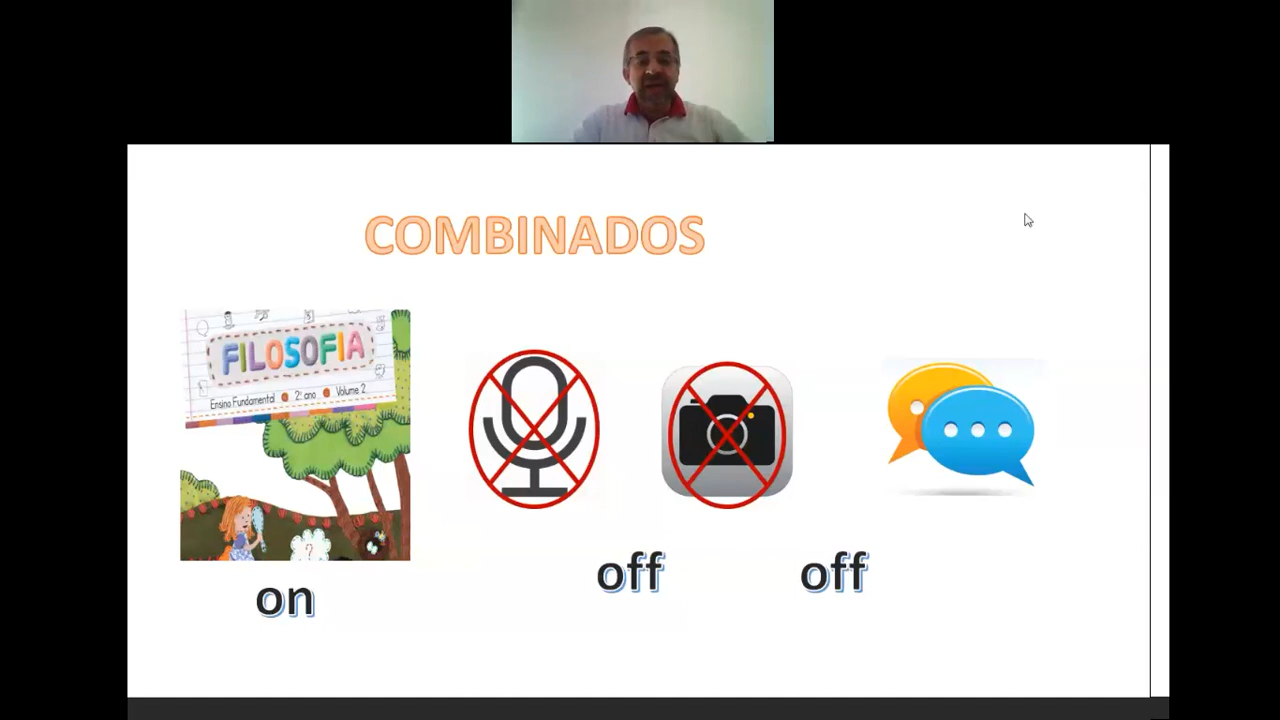 COMBINADOS
FILOSOFIA
Ensino Fundamental 2º ano Volume 2
?
on
off
off